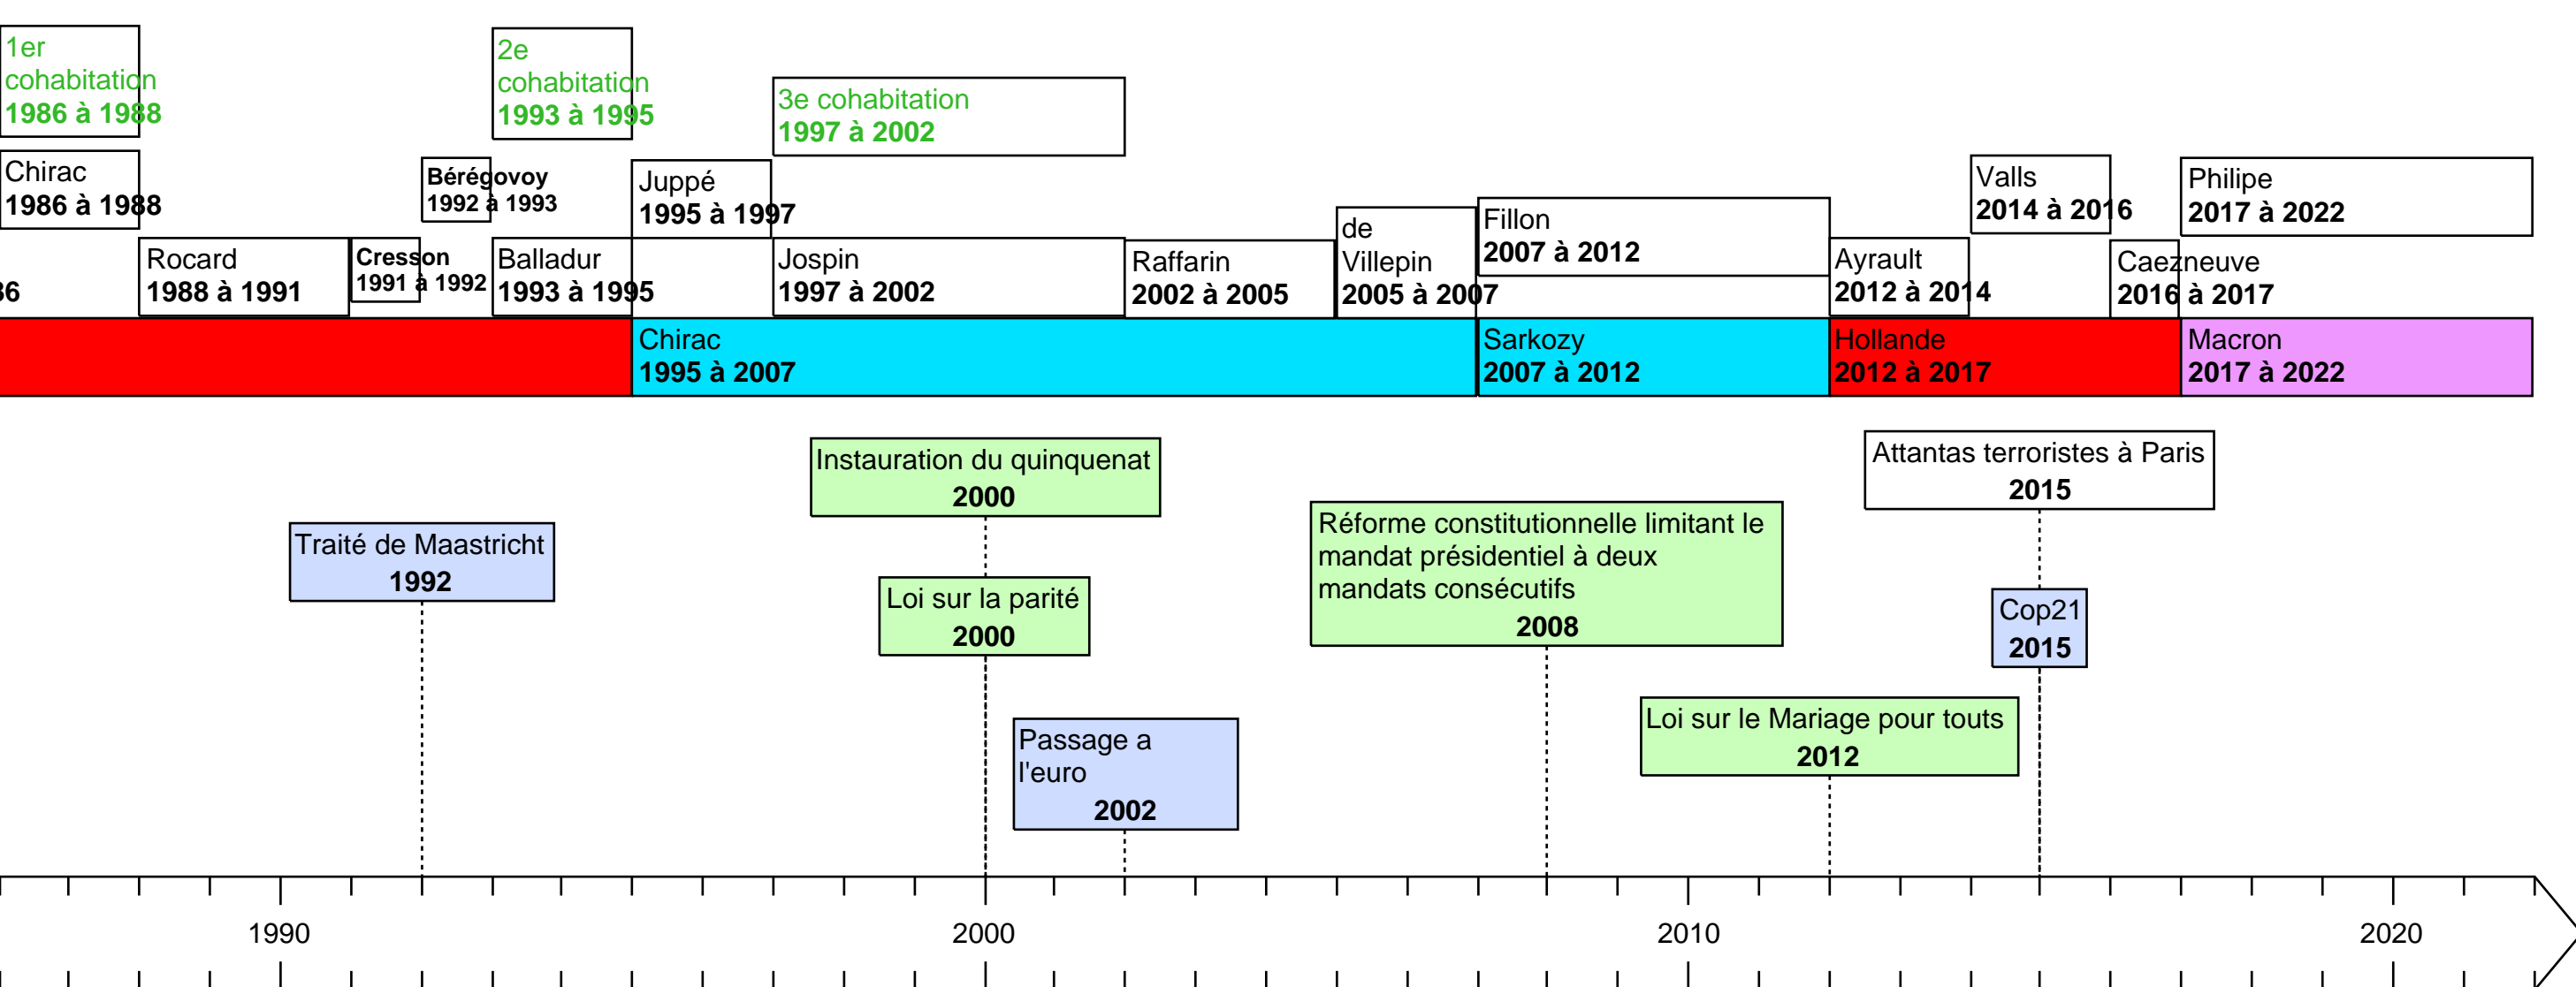 1er
cohabitation
1986 à 1988
2e
cohabitation
1993 à 1995
3e cohabitation
1997 à 2002
Chirac
1986 à 1988
Bérégovoy
1992 à 1993
Juppé
1995 à 1997
Valls
2014 à 2016
Philipe
2017 à 2022
Rocard
1988 à 1991
Cresson
1991 à 1992
Balladur
1993 à 1995
Jospin
1997 à 2002
Raffarin
2002 à 2005
de
Villepin
2005 à 2007
Fillon
2007 à 2012
Ayrault
2012 à 2014
Caezneuve
2016 à 2017
Chirac
1995 à 2007
Sarkozy
2007 à 2012
Hollande
2012 à 2017
Macron
2017 à 2022
Instauration du quinquenat
2000
Attantas terroristes à Paris
2015
Traité de Maastricht
1992
Réforme constitutionnelle limitant le
mandat présidentiel à deux
mandats consécutifs
2008
Loi sur la parité
2000
Cop21
2015
Passage a
l'euro
2002
Loi sur le Mariage pour touts
2012
1990
2000
2010
2020